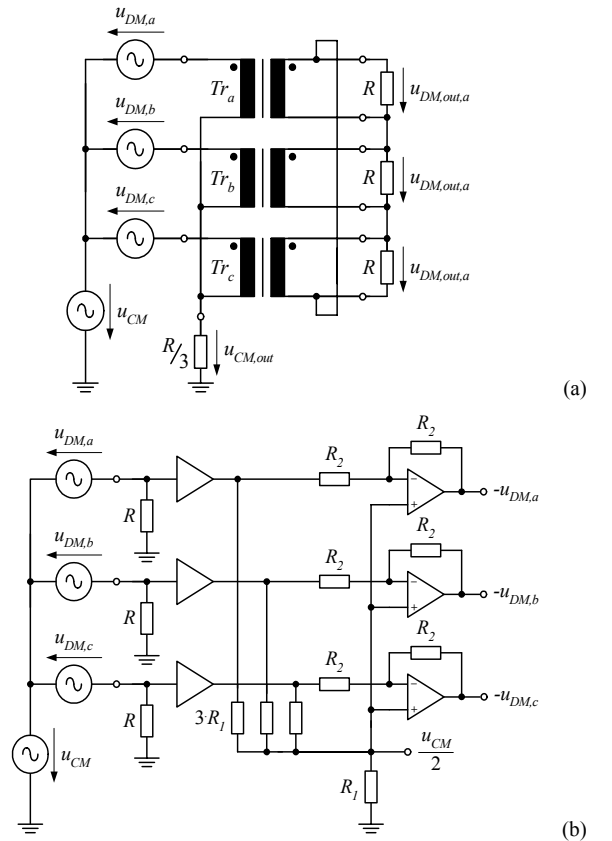 u_{DM,a}
Tr_a
R
u_{DM,out,a}
u_{DM,b}
Tr_b
R
u_{DM,out,a}
u_{DM,c}
Tr_c
R
u_{DM,out,a}
u_{CM}
R/3
u_{CM,out}
(a)
u_{DM,a}
R
R_2
R_2
-u_{DM,a}
u_{DM,b}
R
R_2
R_2
-u_{DM,b}
u_{DM,c}
R
R_2
R_2
-u_{DM,c}
3·R_1
u_{CM}
u_{CM}/2
R_1
(b)